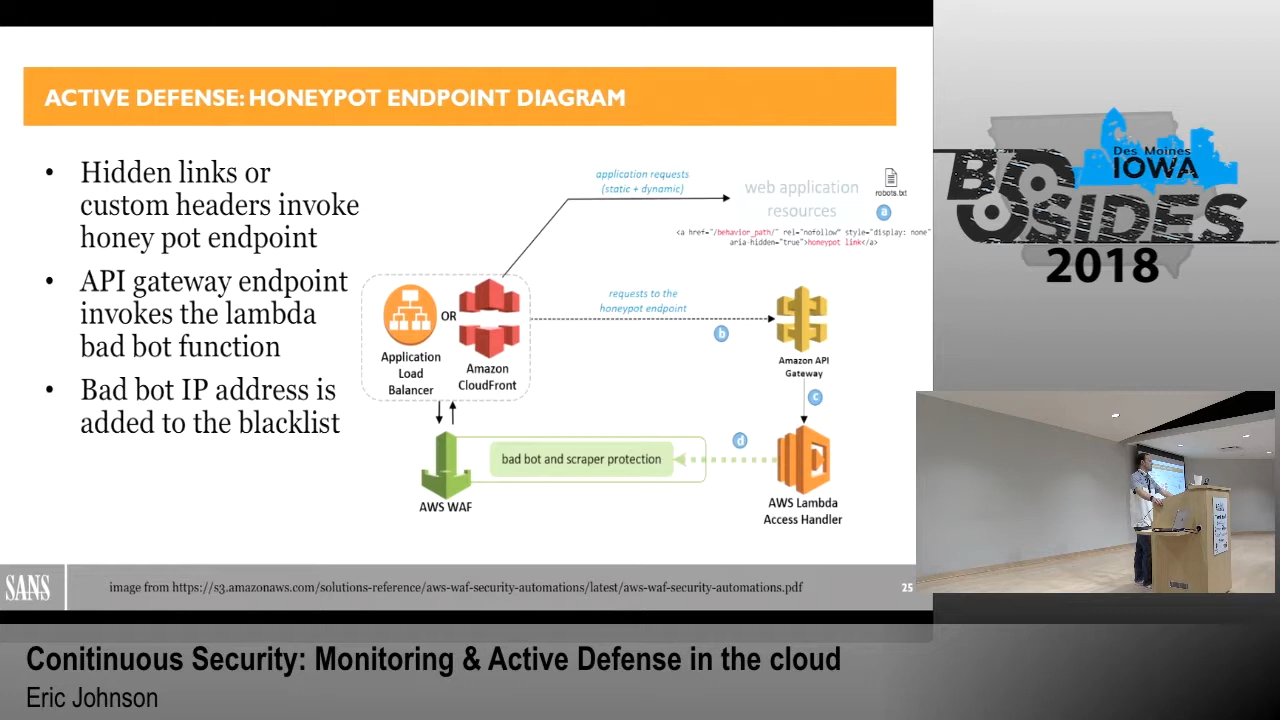 ACTIVE DEFENSE: HONEYPOT ENDPOINT DIAGRAM
• Hidden links or
custom headers invoke
honey pot endpoint
• API gateway endpoint
invokes the lambda
bad bot function
• Bad bot IP address is
added to the blacklist
application requests
(static + dynamic)
web application
resources
robots.txt
a
<a href="/behavior_path/" rel="nofollow" style="display: none"
aria-hidden="true">honeypot link</a>
requests to the
honeypot endpoint
b
OR
Application
Load
Balancer
Amazon
CloudFront
Amazon API
Gateway
c
d
bad bot and scraper protection
AWS WAF
AWS Lambda
Access Handler
SANS
image from https://s3.amazonaws.com/solutions-reference/aws-waf-security-automations/latest/aws-waf-security-automations.pdf
25
Des Moines
IOWA
BSIDES
2018
Conitinuous Security: Monitoring & Active Defense in the cloud
Eric Johnson